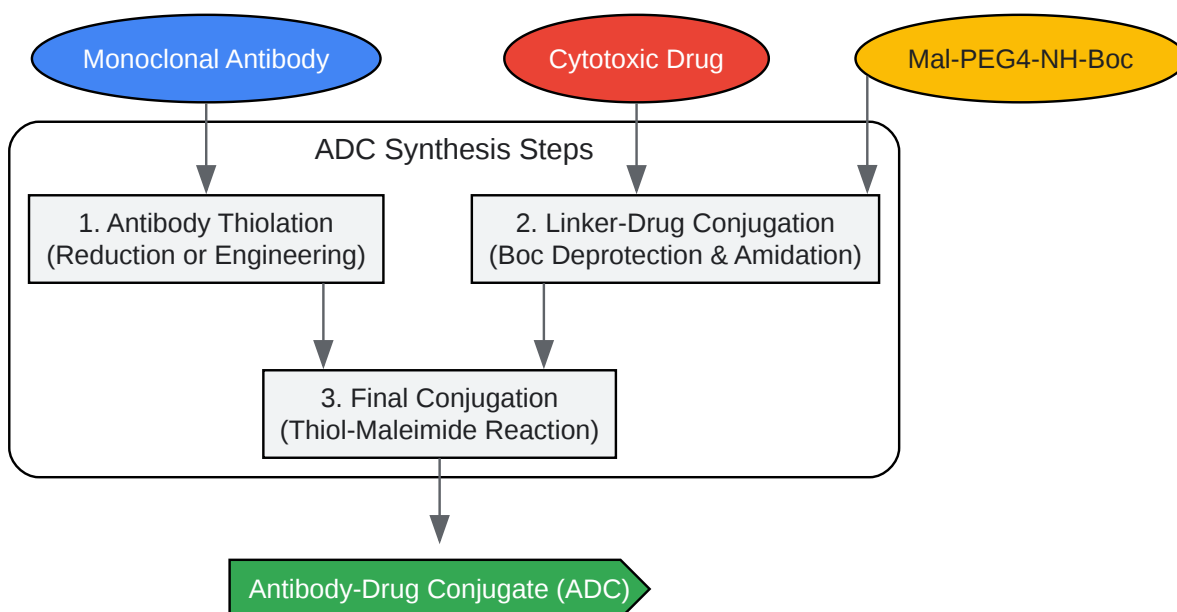 Monoclonal Antibody
Cytotoxic Drug
Mal-PEG4-NH-Boc
ADC Synthesis Steps
1. Antibody Thiolation
(Reduction or Engineering)
2. Linker-Drug Conjugation
(Boc Deprotection & Amidation)
3. Final Conjugation
(Thiol-Maleimide Reaction)
Antibody-Drug Conjugate (ADC)